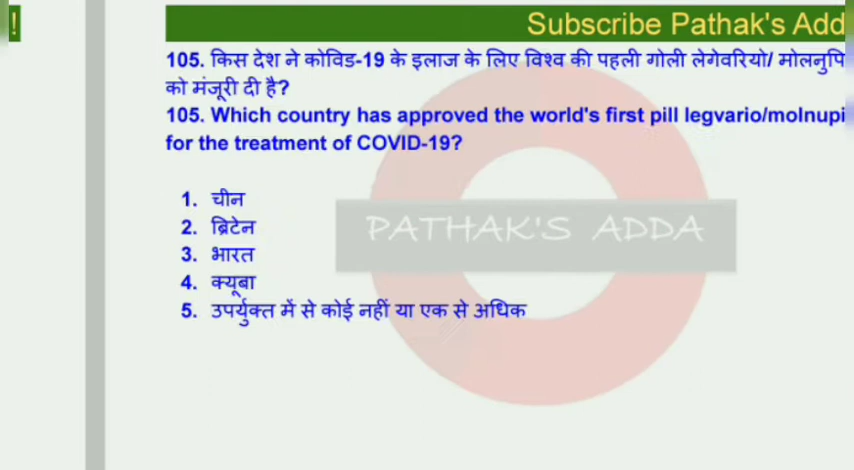 !
Subscribe Pathak's Add
105. किस देश ने कोविड-19 के इलाज के लिए विश्व की पहली गोली लेगेवरियो/ मोलनुपि
को मंजूरी दी है?
105. Which country has approved the world's first pill legvario/molnupi
for the treatment of COVID-19?
PATHAK'S ADDA
1. चीन
2. ब्रिटेन
3. भारत
4. क्यूबा
5. उपर्युक्त में से कोई नहीं या एक से अधिक